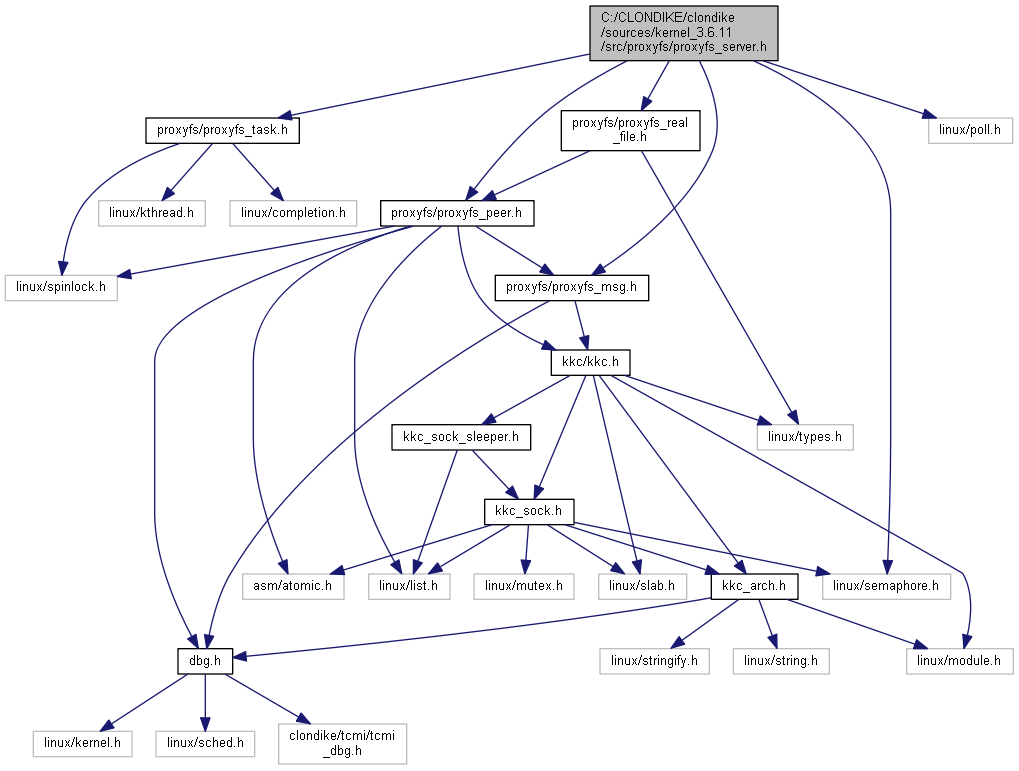 C:/CLONDIKE/clondike
/sources/kernel_3.6.11
/src/proxyfs/proxyfs_server.h
proxyfs/proxyfs_task.h
proxyfs/proxyfs_real
_file.h
linux/poll.h
linux/kthread.h
linux/completion.h
proxyfs/proxyfs_peer.h
linux/spinlock.h
proxyfs/proxyfs_msg.h
kkc/kkc.h
kkc_sock_sleeper.h
linux/types.h
kkc_sock.h
asm/atomic.h
linux/list.h
linux/mutex.h
linux/slab.h
kkc_arch.h
linux/semaphore.h
dbg.h
linux/stringify.h
linux/string.h
linux/module.h
linux/kernel.h
linux/sched.h
clondike/tcmi/tcmi
_dbg.h